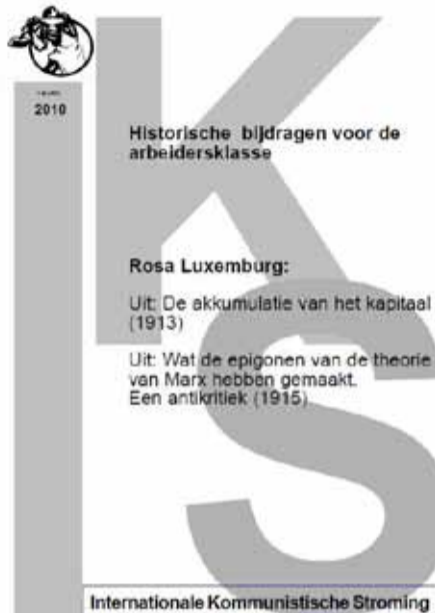 2010
Historische bijdragen voor de
arbeidersklasse
Rosa Luxemburg:
Uit: De akkumulatie van het kapitaal
(1913)
Uit: Wat de epigonen van de theorie
van Marx hebben gemaakt.
Een antikritiek (1915)
IKS
Internationale Kommunistische Stroming